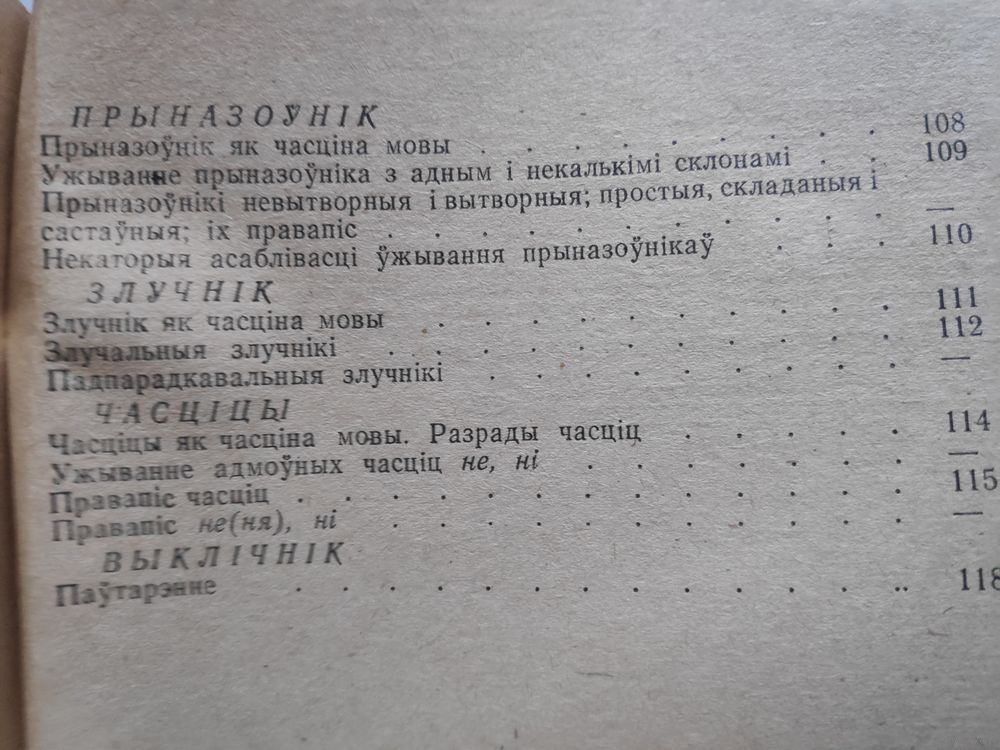 ПРЫНАЗОЎНІК
Прыназоўнік як часціна мовы . . . . . . . . . 108
Ужыванне прыназоўніка з адным і некалькімі склонамі . . 109
Прыназоўнікі невытворныя і вытворныя; простыя, складаныя і
састаўныя; іх правапіс . . . . . . . . . . . —
Некаторыя асаблівасці ўжывання прыназоўнікаў . . . 110
ЗЛУЧНІК
Злучнік як часціна мовы . . . . . . . . . . 111
Злучальныя злучнікі . . . . . . . . . . . 112
Падпарадкавальныя злучнікі . . . . . . . . . —
ЧАСЦІЦЫ
Часціцы як часціна мовы. Разрады часціц . . . . . 114
Ужыванне адмоўных часціц не, ні . . . . . . . —
Правапіс часціц . . . . . . . . . . . . . 115
Правапіс не(ня), ні . . . . . . . . . . . —
ВЫКЛІЧНІК
Паўтарэнне . . . . . . . . . . . . .. 118